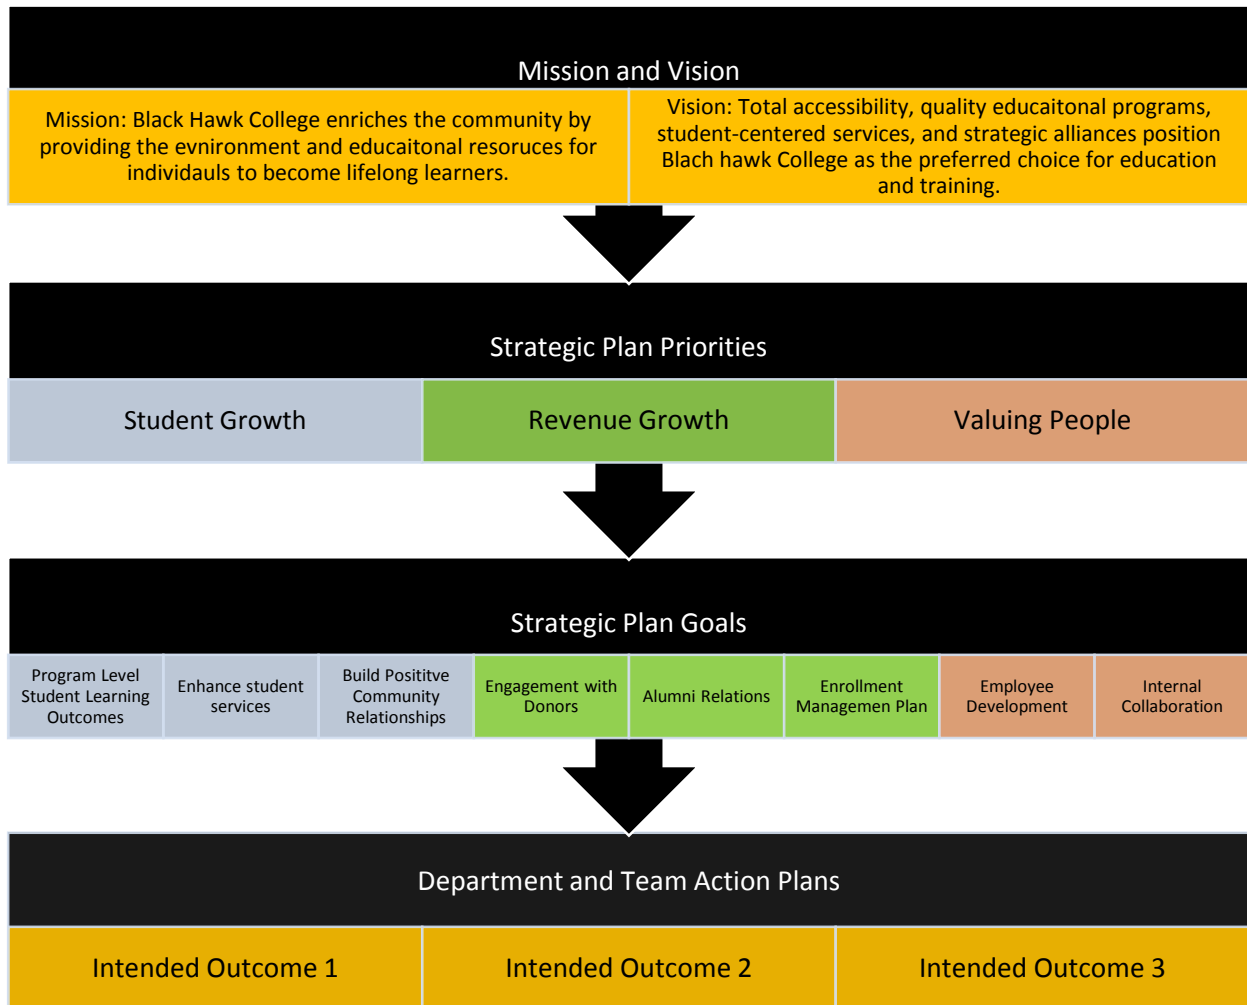 Mission and Vision
Mission: Black Hawk College enriches the community by
providing the evnironment and educaitonal resoruces for
individauls to become lifelong learners.
Vision: Total accessibility, quality educaitonal programs,
student-centered services, and strategic alliances position
Blach hawk College as the preferred choice for education
and training.
Strategic Plan Priorities
Student Growth
Revenue Growth
Valuing People
Strategic Plan Goals
Program Level
Student Learning
Outcomes
Enhance student
services
Build Posititve
Community
Relationships
Engagement with
Donors
Alumni Relations
Enrollment
Managemen Plan
Employee
Development
Internal
Collaboration
Department and Team Action Plans
Intended Outcome 1
Intended Outcome 2
Intended Outcome 3